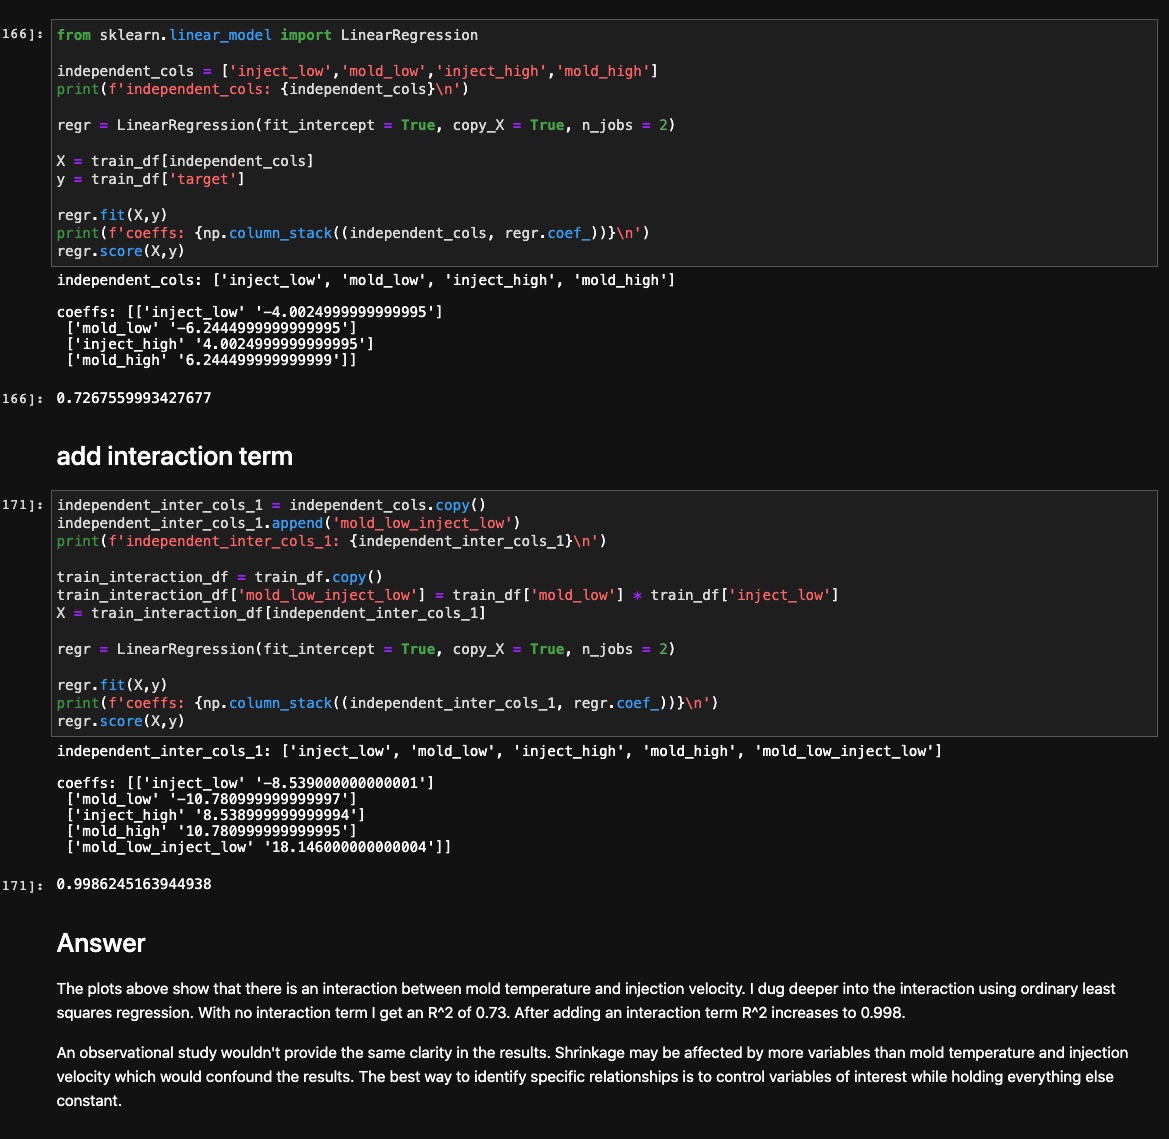 166]: from sklearn.linear_model import LinearRegression
independent_cols = ['inject_low','mold_low','inject_high','mold_high']
print(f'independent_cols: {independent_cols}\n')
regr = LinearRegression(fit_intercept = True, copy_X = True, n_jobs = 2)
X = train_df[independent_cols]
y = train_df['target']
regr.fit(X,y)
print(f'coeffs: {np.column_stack((independent_cols, regr.coef_))}\n')
regr.score(X,y)
independent_cols: ['inject_low', 'mold_low', 'inject_high', 'mold_high']
coeffs: [['inject_low' '-4.0024999999999995']
['mold_low' '-6.2444999999999995']
['inject_high' '4.0024999999999995']
['mold_high' '6.244499999999999']]
166]: 0.7267559993427677
add interaction term
171]: independent_inter_cols_1 = independent_cols.copy()
independent_inter_cols_1.append('mold_low_inject_low')
print(f'independent_inter_cols_1: {independent_inter_cols_1}\n')
train_interaction_df = train_df.copy()
train_interaction_df['mold_low_inject_low'] = train_df['mold_low'] * train_df['inject_low']
X = train_interaction_df[independent_inter_cols_1]
regr = LinearRegression(fit_intercept = True, copy_X = True, n_jobs = 2)
regr.fit(X,y)
print(f'coeffs: {np.column_stack((independent_inter_cols_1, regr.coef_))}\n')
regr.score(X,y)
independent_inter_cols_1: ['inject_low', 'mold_low', 'inject_high', 'mold_high', 'mold_low_inject_low']
coeffs: [['inject_low' '-8.539000000000001']
['mold_low' '-10.780999999999997']
['inject_high' '8.538999999999994']
['mold_high' '10.780999999999995']
['mold_low_inject_low' '18.146000000000004']]
171]: 0.9986245163944938
Answer
The plots above show that there is an interaction between mold temperature and injection velocity. I dug deeper into the interaction using ordinary least
squares regression. With no interaction term I get an R^2 of 0.73. After adding an interaction term R^2 increases to 0.998.
An observational study wouldn't provide the same clarity in the results. Shrinkage may be affected by more variables than mold temperature and injection
velocity which would confound the results. The best way to identify specific relationships is to control variables of interest while holding everything else
constant.